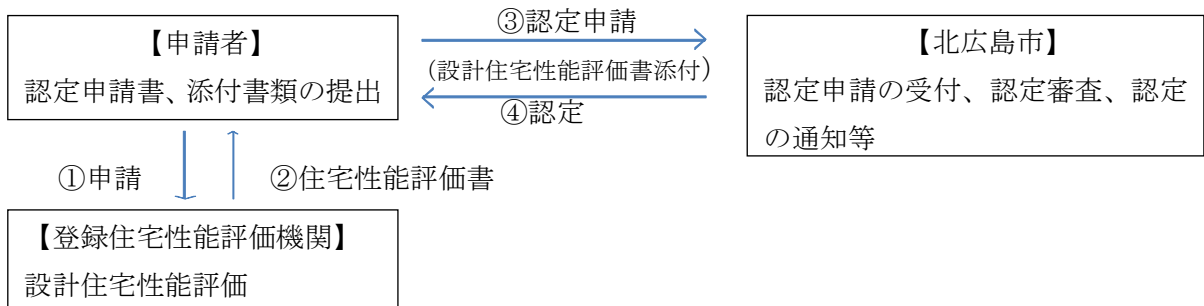 【申請者】
認定申請書、添付書類の提出
③認定申請
(設計住宅性能評価書添付)
④認定
【北広島市】
認定申請の受付、認定審査、認定
の通知等
①申請
②住宅性能評価書
【登録住宅性能評価機関】
設計住宅性能評価